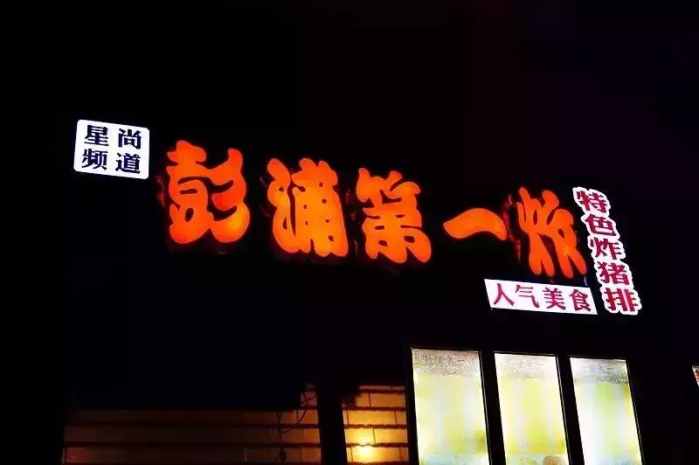 星尚
频道
彭浦第一炸
特色炸猪排
人气美食